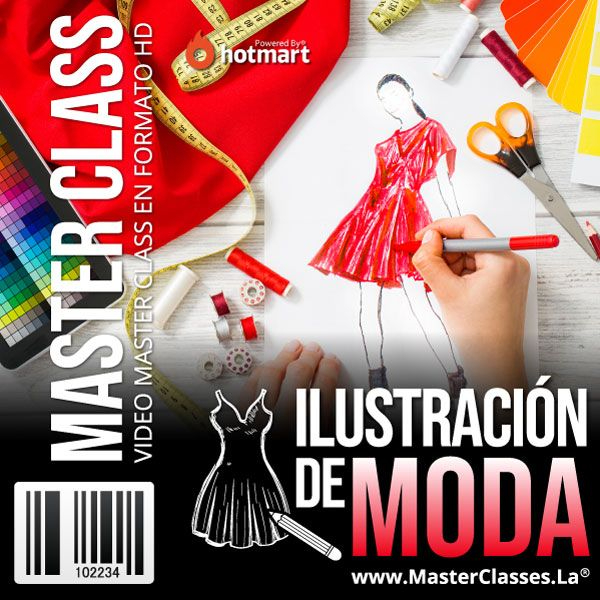 Powered By®
hotmart
MASTER CLASS
VIDEO MASTER CLASS EN FORMATO HD
ILUSTRACIÓN
DE MODA
102234
www.MasterClasses.La®